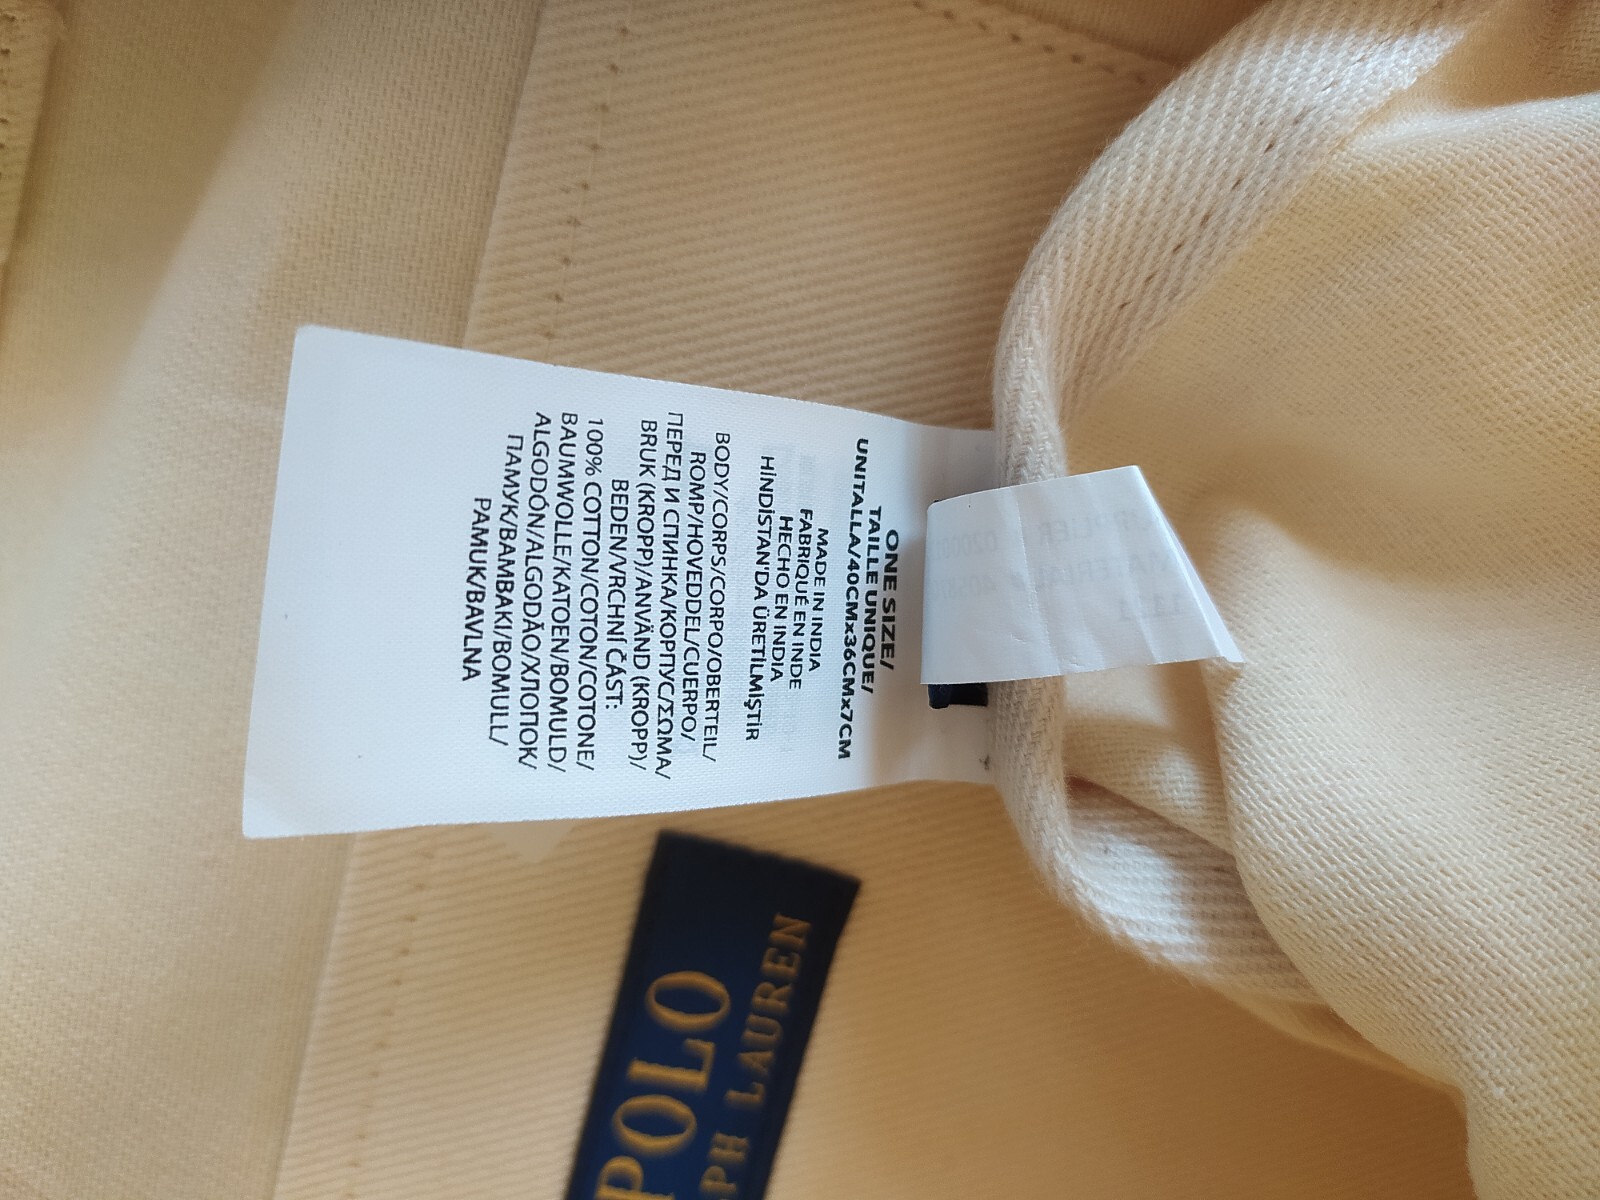 ONE SIZE/
TAILLE UNIQUE/
UNITALLA/40CMx36CMx7CM
MADE IN INDIA
FABRIQUÉ EN INDE
HECHO EN INDIA
HİNDİSTAN'DA ÜRETİLMİŞTİR
BODY/CORPS/CORPO/OBERTEIL/
ROMP/HOVEDDEL/CUERPO/
ПЕРЕД И СПИНКА/КОРПУС/ΣΩΜΑ/
BRUK (KROPP)/ANVÄND (KROPP)/
BEDEN/VRCHNÍ ČÁST:
100% COTTON/COTON/COTONE/
BAUMWOLLE/KATOEN/BOMULD/
ALGODÓN/ALGODÃO/ХЛОПОК/
ПАМУК/ΒΑΜΒΑΚΙ/BOMULL/
PAMUK/BAVLNA
POLO
LAUREN